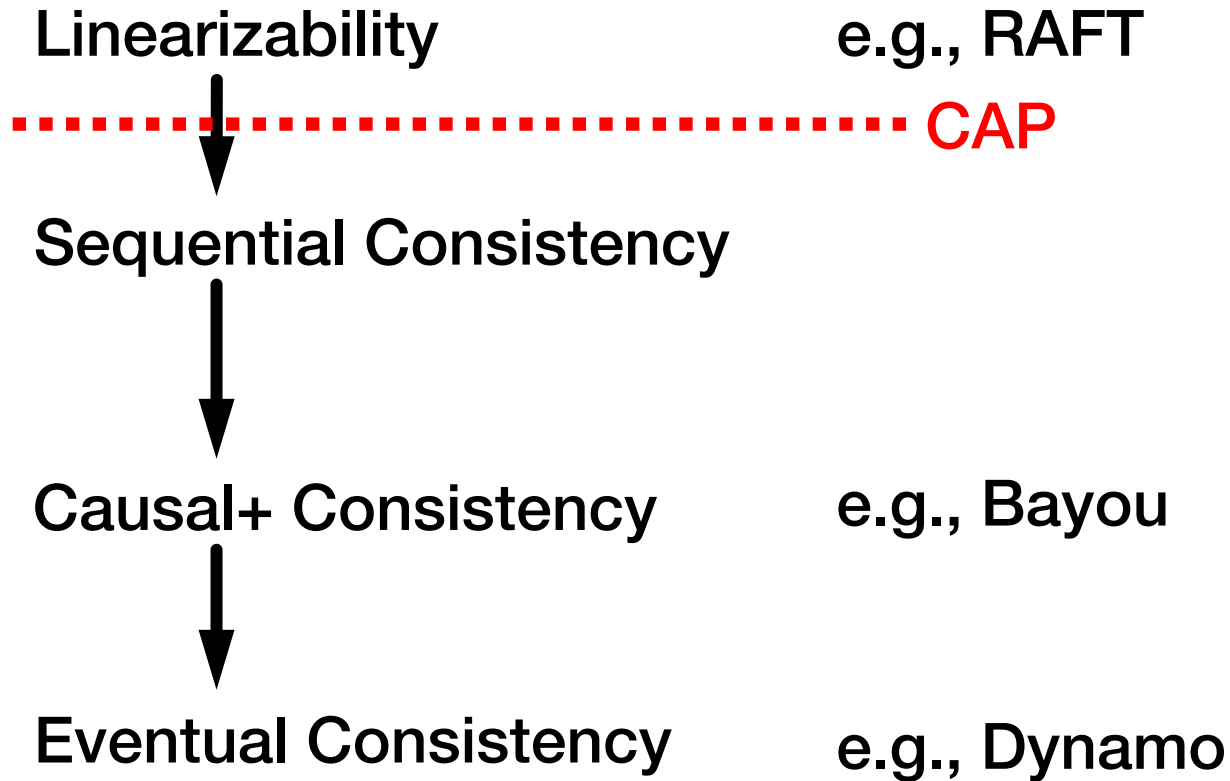 Linearizability e.g., RAFT
CAP
Sequential Consistency
Causal+ Consistency e.g., Bayou
Eventual Consistency e.g., Dynamo